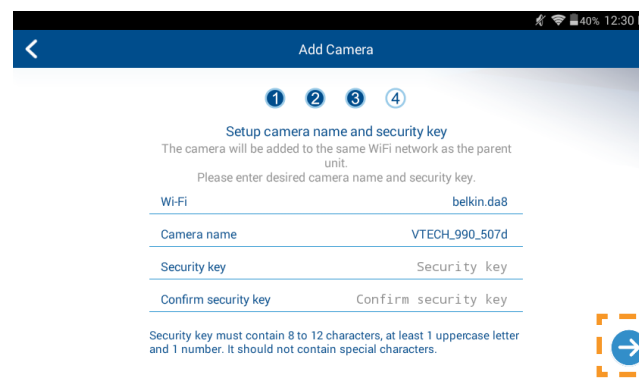 40% 12:30
Add Camera
1 2 3 4
Setup camera name and security key
The camera will be added to the same WiFi network as the parent
unit.
Please enter desired camera name and security key.
Wi-Fi belkin.da8
Camera name VTECH_990_507d
Security key Security key
Confirm security key Confirm security key
Security key must contain 8 to 12 characters, at least 1 uppercase letter
and 1 number. It should not contain special characters.